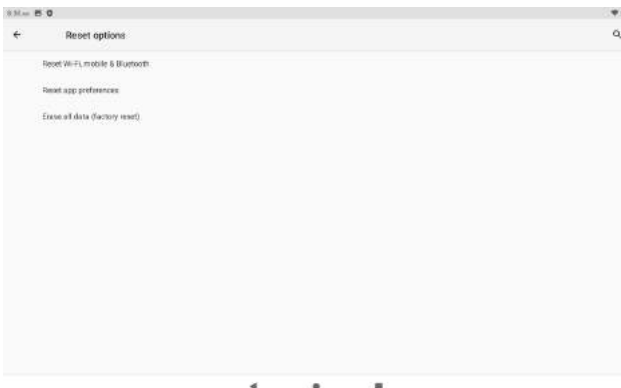 Reset options
Reset Wi-Fi, mobile & Bluetooth
Reset app preferences
Erase all data (factory reset)